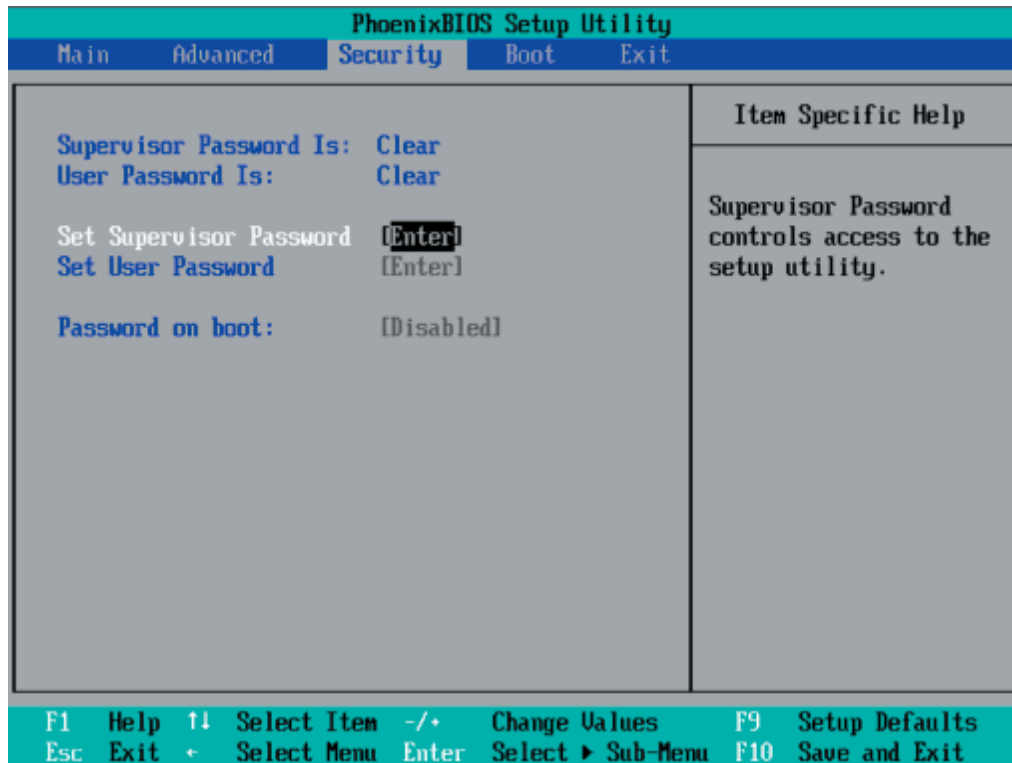 PhoenixBIOS Setup Utility
Main Advanced Security Boot Exit
Supervisor Password Is: Clear
User Password Is: Clear
Set Supervisor Password [Enter]
Set User Password [Enter]
Password on boot: [Disabled]
Item Specific Help
Supervisor Password
controls access to the
setup utility.
F1 Help ↑↓ Select Item -/+ Change Values F9 Setup Defaults
Esc Exit ← Select Menu Enter Select ▶ Sub-Menu F10 Save and Exit